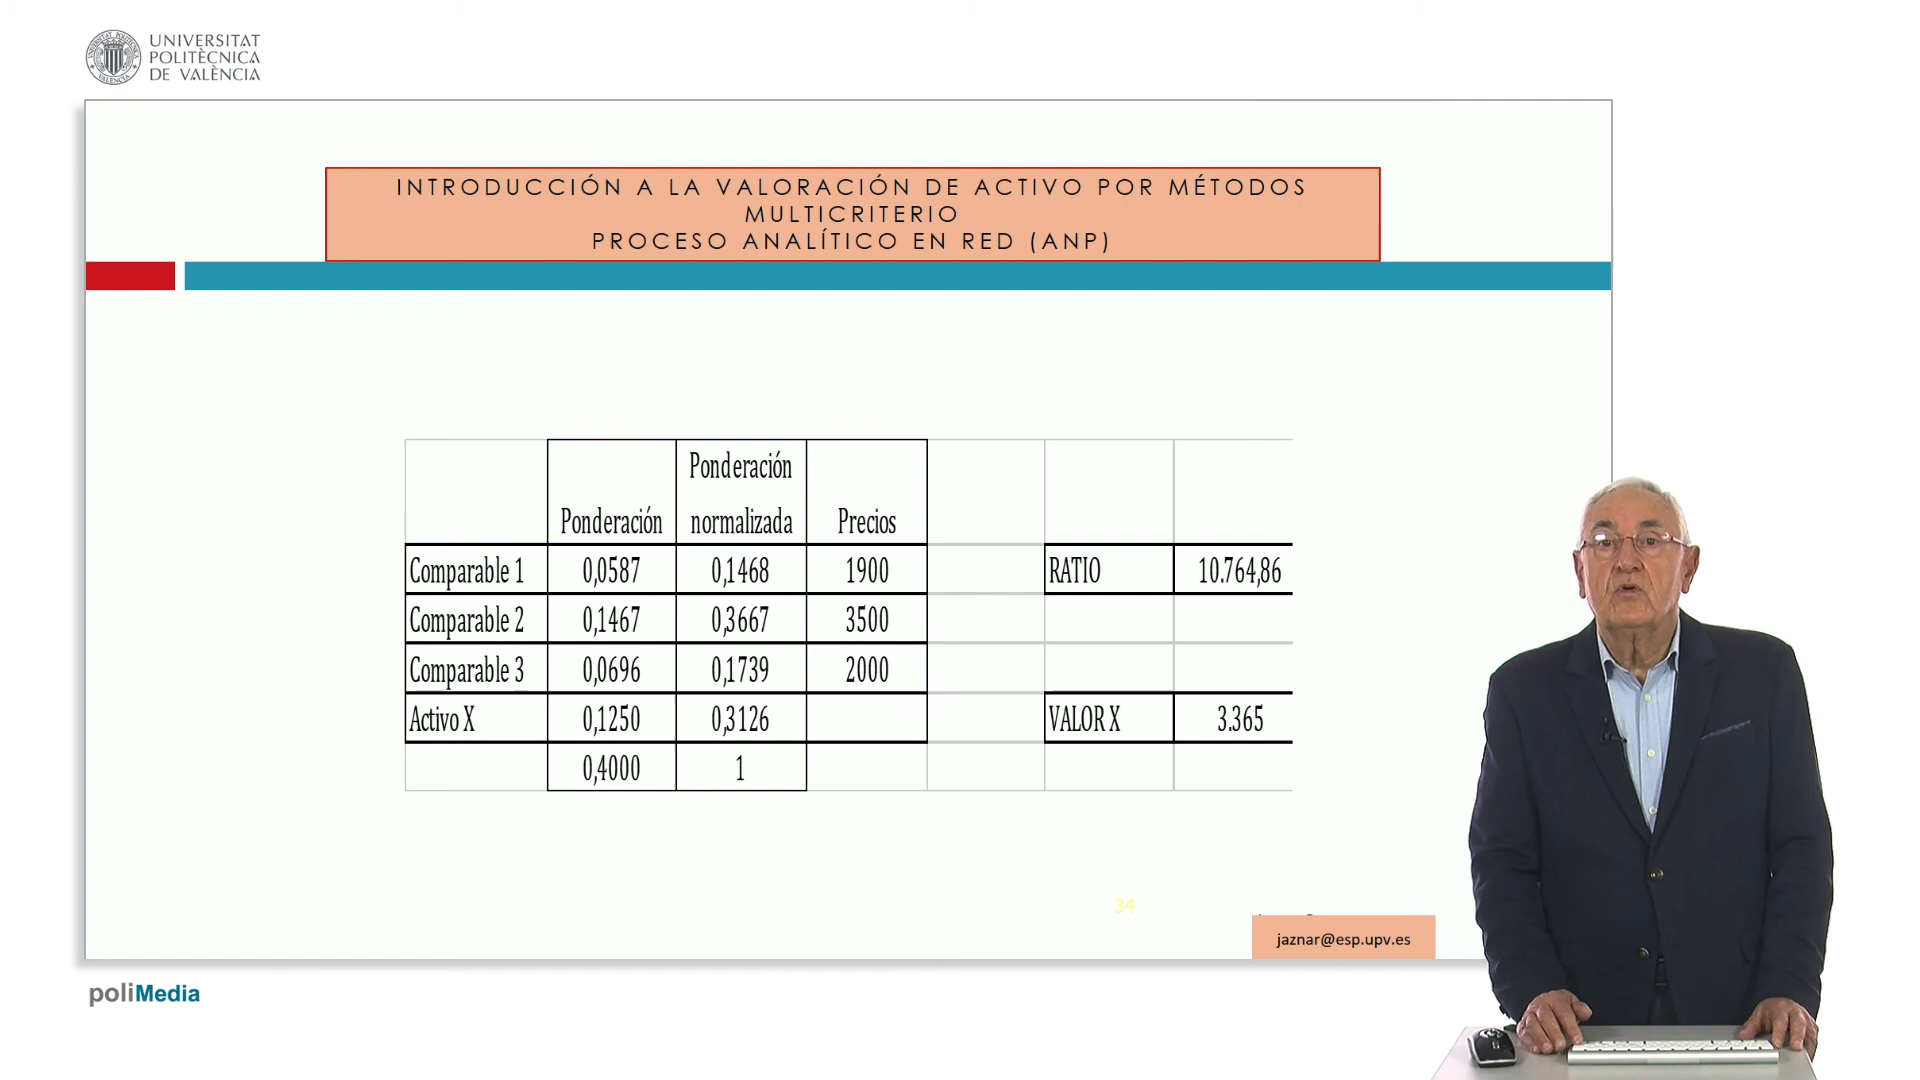 UNIVERSITAT
POLITÈCNICA
DE VALÈNCIA
INTRODUCCIÓN A LA VALORACIÓN DE ACTIVO POR MÉTODOS
MULTICRITERIO
PROCESO ANALÍTICO EN RED (ANP)
Ponderación Ponderación normalizada Precios
Comparable 1 0,0587 0,1468 1900 RATIO 10.764,86
Comparable 2 0,1467 0,3667 3500
Comparable 3 0,0696 0,1739 2000
Activo X 0,1250 0,3126 VALOR X 3.365
0,4000 1
34
jaznar@esp.upv.es
poliMedia